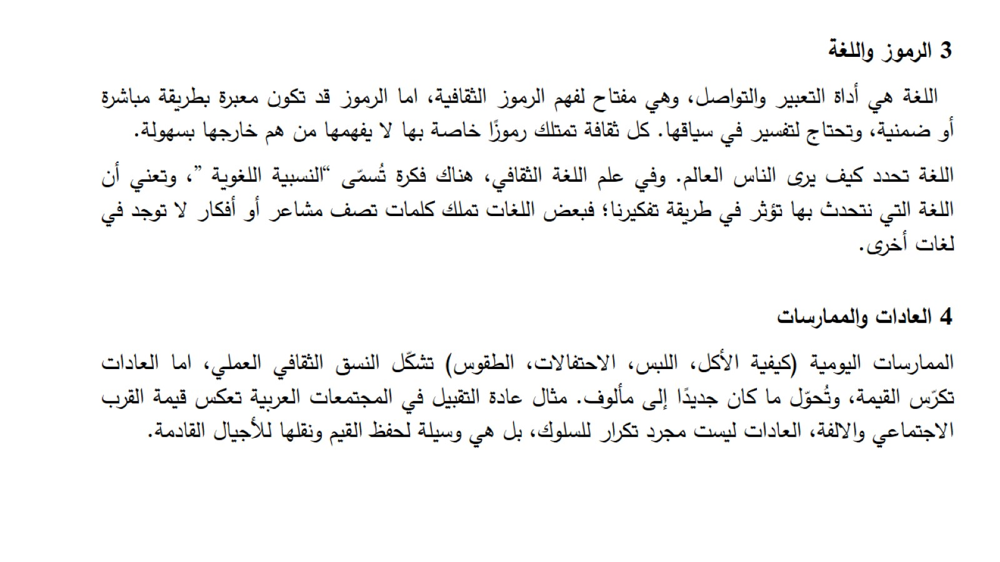 3 الرموز واللغة
اللغة هي أداة التعبير والتواصل، وهي مفتاح لفهم الرموز الثقافية، اما الرموز قد تكون معبرة بطريقة مباشرة
أو ضمنية، وتحتاج لتفسير في سياقها. كل ثقافة تمتلك رموزًا خاصة بها لا يفهمها من هم خارجها بسهولة.
اللغة تحدد كيف يرى الناس العالم. وفي علم اللغة الثقافي، هناك فكرة تُسمّى “النسبية اللغوية ”، وتعني أن
اللغة التي نتحدث بها تؤثر في طريقة تفكيرنا؛ فبعض اللغات تملك كلمات تصف مشاعر أو أفكار لا توجد في
لغات أخرى.
4 العادات والممارسات
الممارسات اليومية (كيفية الأكل، اللبس، الاحتفالات، الطقوس) تشكّل النسق الثقافي العملي، اما العادات
تكرّس القيمة، وتُحوّل ما كان جديدًا إلى مألوف. مثال عادة التقبيل في المجتمعات العربية تعكس قيمة القرب
الاجتماعي والالفة، العادات ليست مجرد تكرار للسلوك، بل هي وسيلة لحفظ القيم ونقلها للأجيال القادمة.